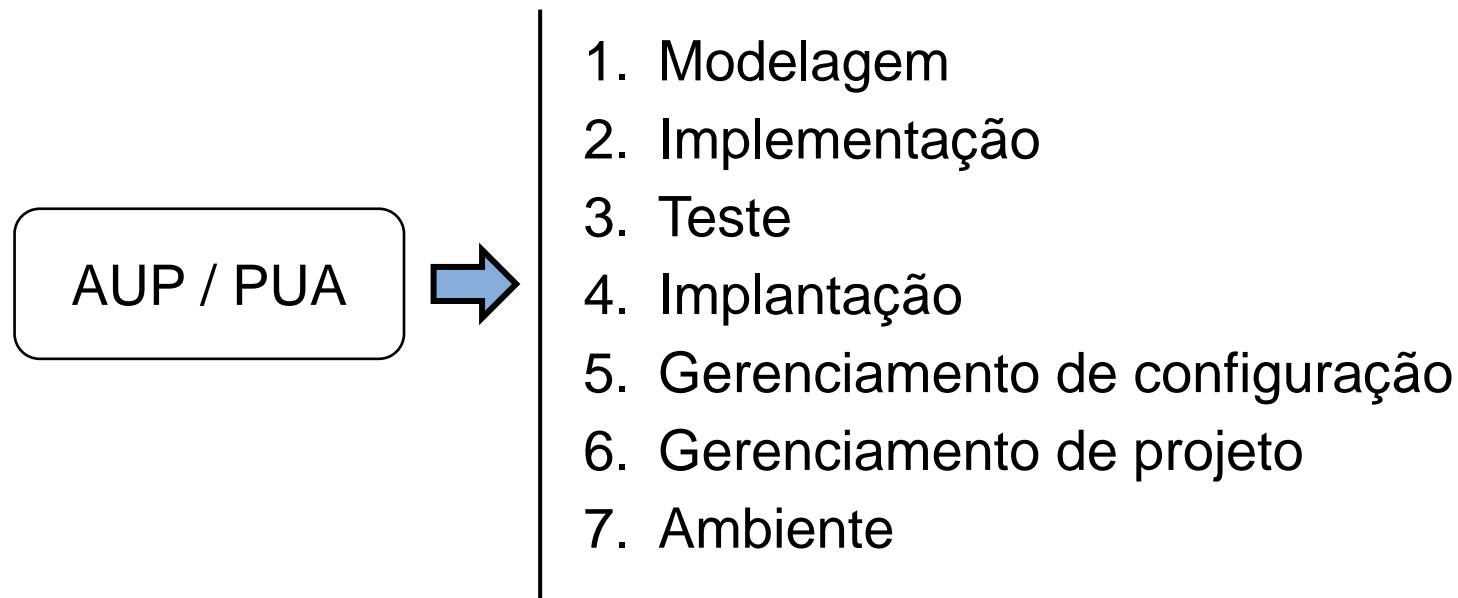 AUP / PUA
1. Modelagem
2. Implementação
3. Teste
4. Implantação
5. Gerenciamento de configuração
6. Gerenciamento de projeto
7. Ambiente